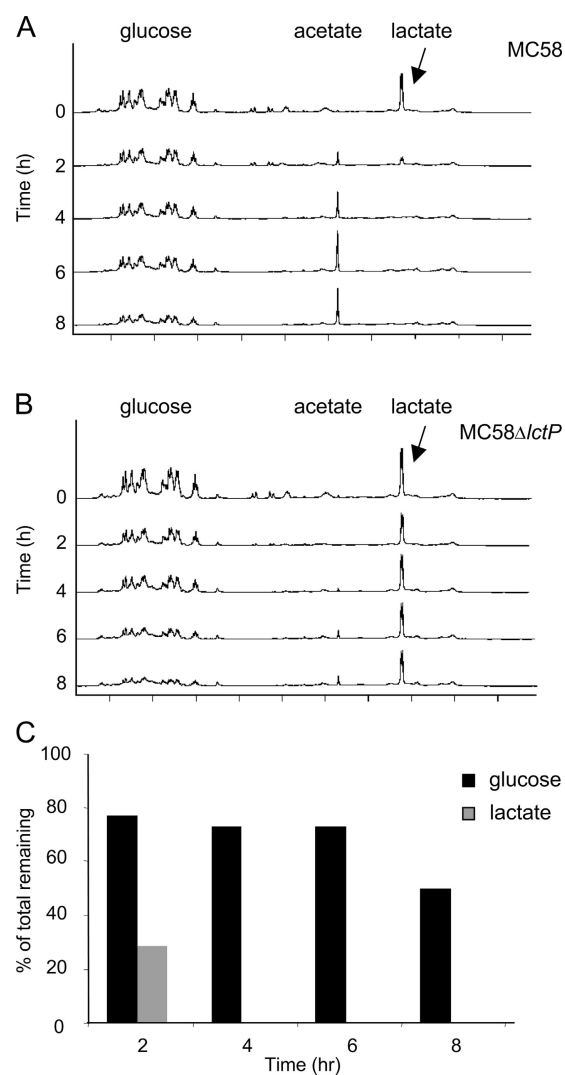 A
glucose
acetate
lactate
MC58
0
2
4
6
8
Time (h)
B
glucose
acetate
lactate
MC58ΔlctP
0
2
4
6
8
Time (h)
C
100
80
60
40
20
0
% of total remaining
glucose
lactate
2
4
6
8
Time (hr)